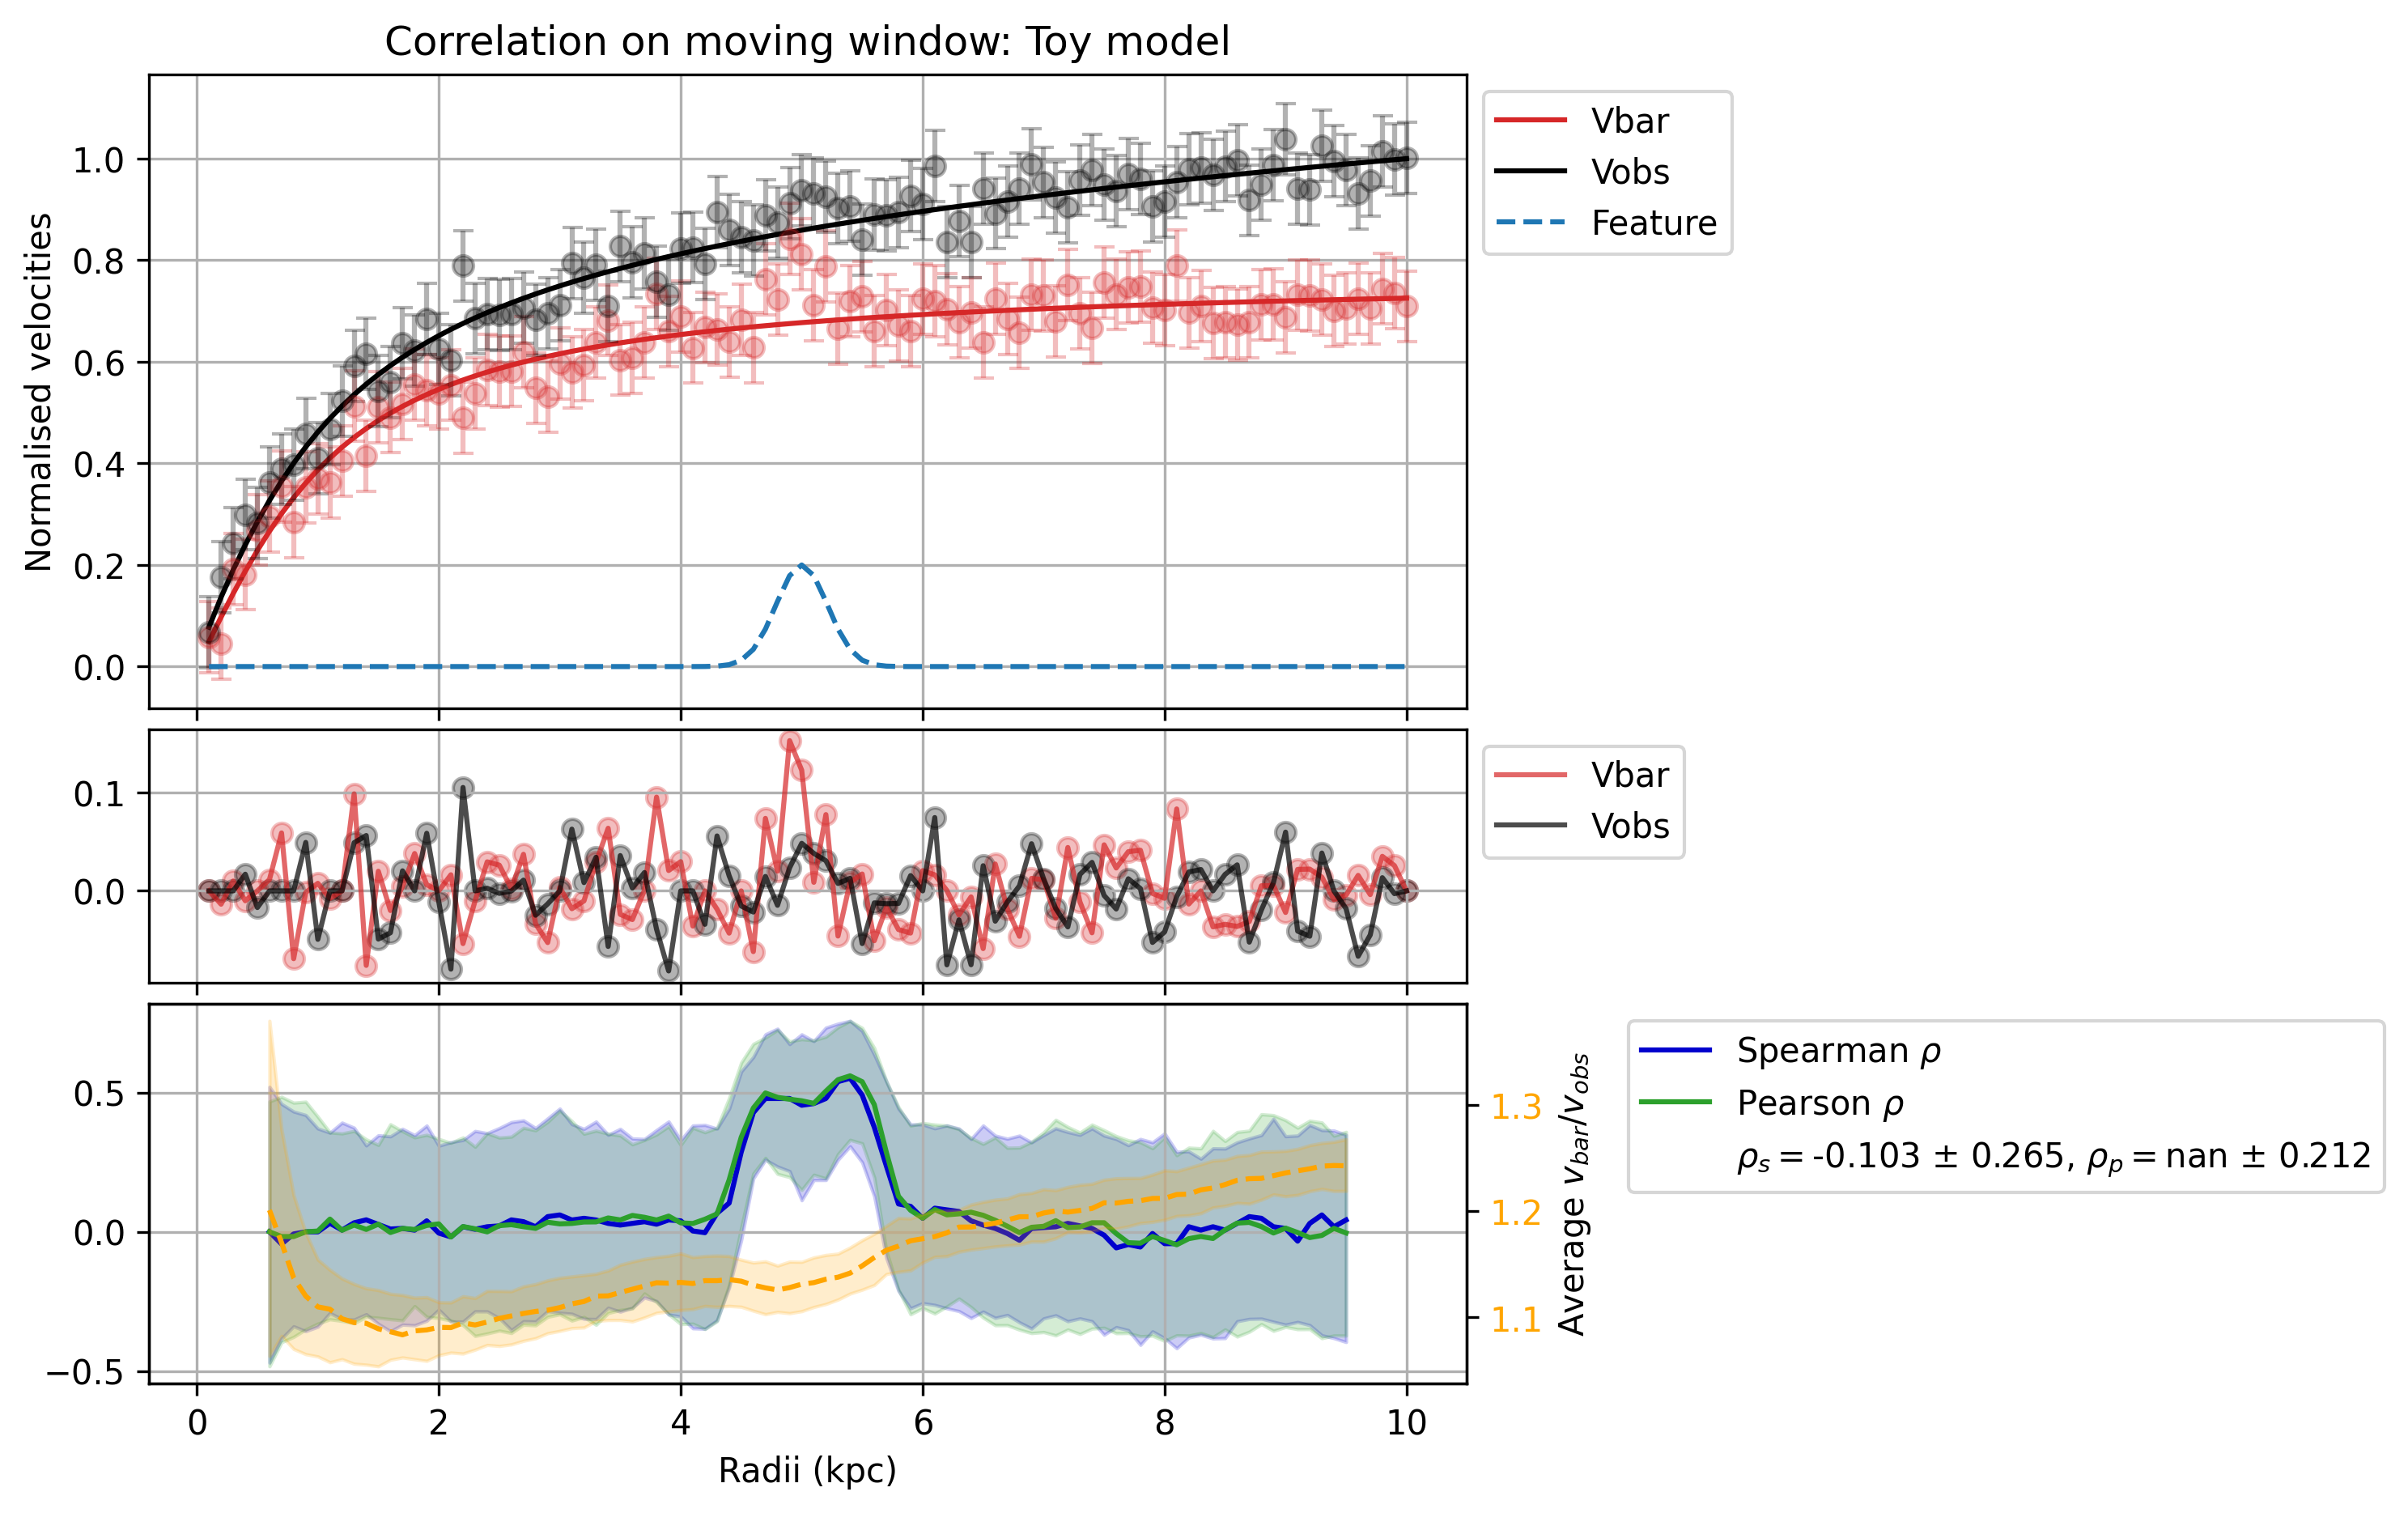 Correlation on moving window: Toy model
Normalised velocities
1.0
0.8
0.6
0.4
0.2
0.0
Vbar
Vobs
Feature
0.1
0.0
Vbar
Vobs
0.5
0.0
−0.5
0
2
4
6
8
10
Radii (kpc)
1.3
1.2
1.1
Average v_bar/v_obs
Spearman ρ
Pearson ρ
ρ_s = -0.103 ± 0.265, ρ_p = nan ± 0.212